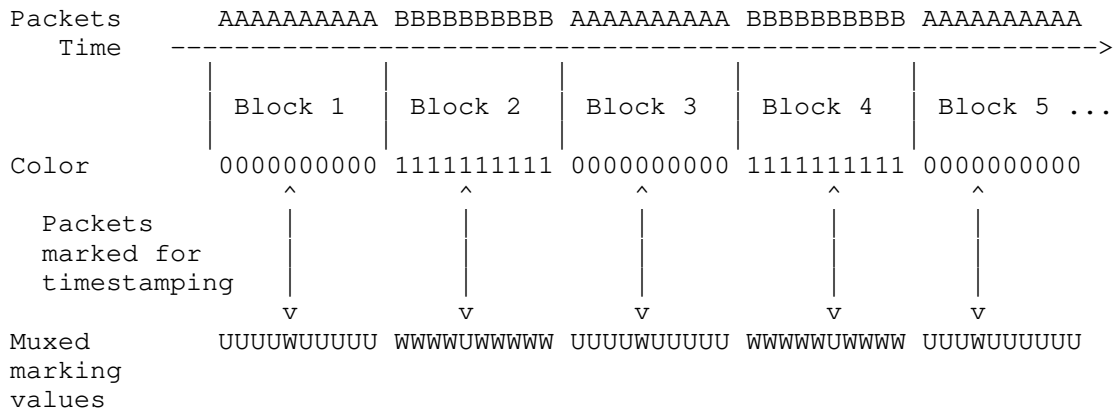 Packets AAAAAAAAAA BBBBBBBBBB AAAAAAAAAA BBBBBBBBBB AAAAAAAAAA
Time
Block 1 Block 2 Block 3 Block 4 Block 5 ...
Color 0000000000 1111111111 0000000000 1111111111 0000000000
Packets
marked for
timestamping
v v v v v
Muxed UUUUWUUUUU WWWWUWWWWW UUUUWUUUUU WWWWWUWWWW UUUWUUUUUU
marking
values